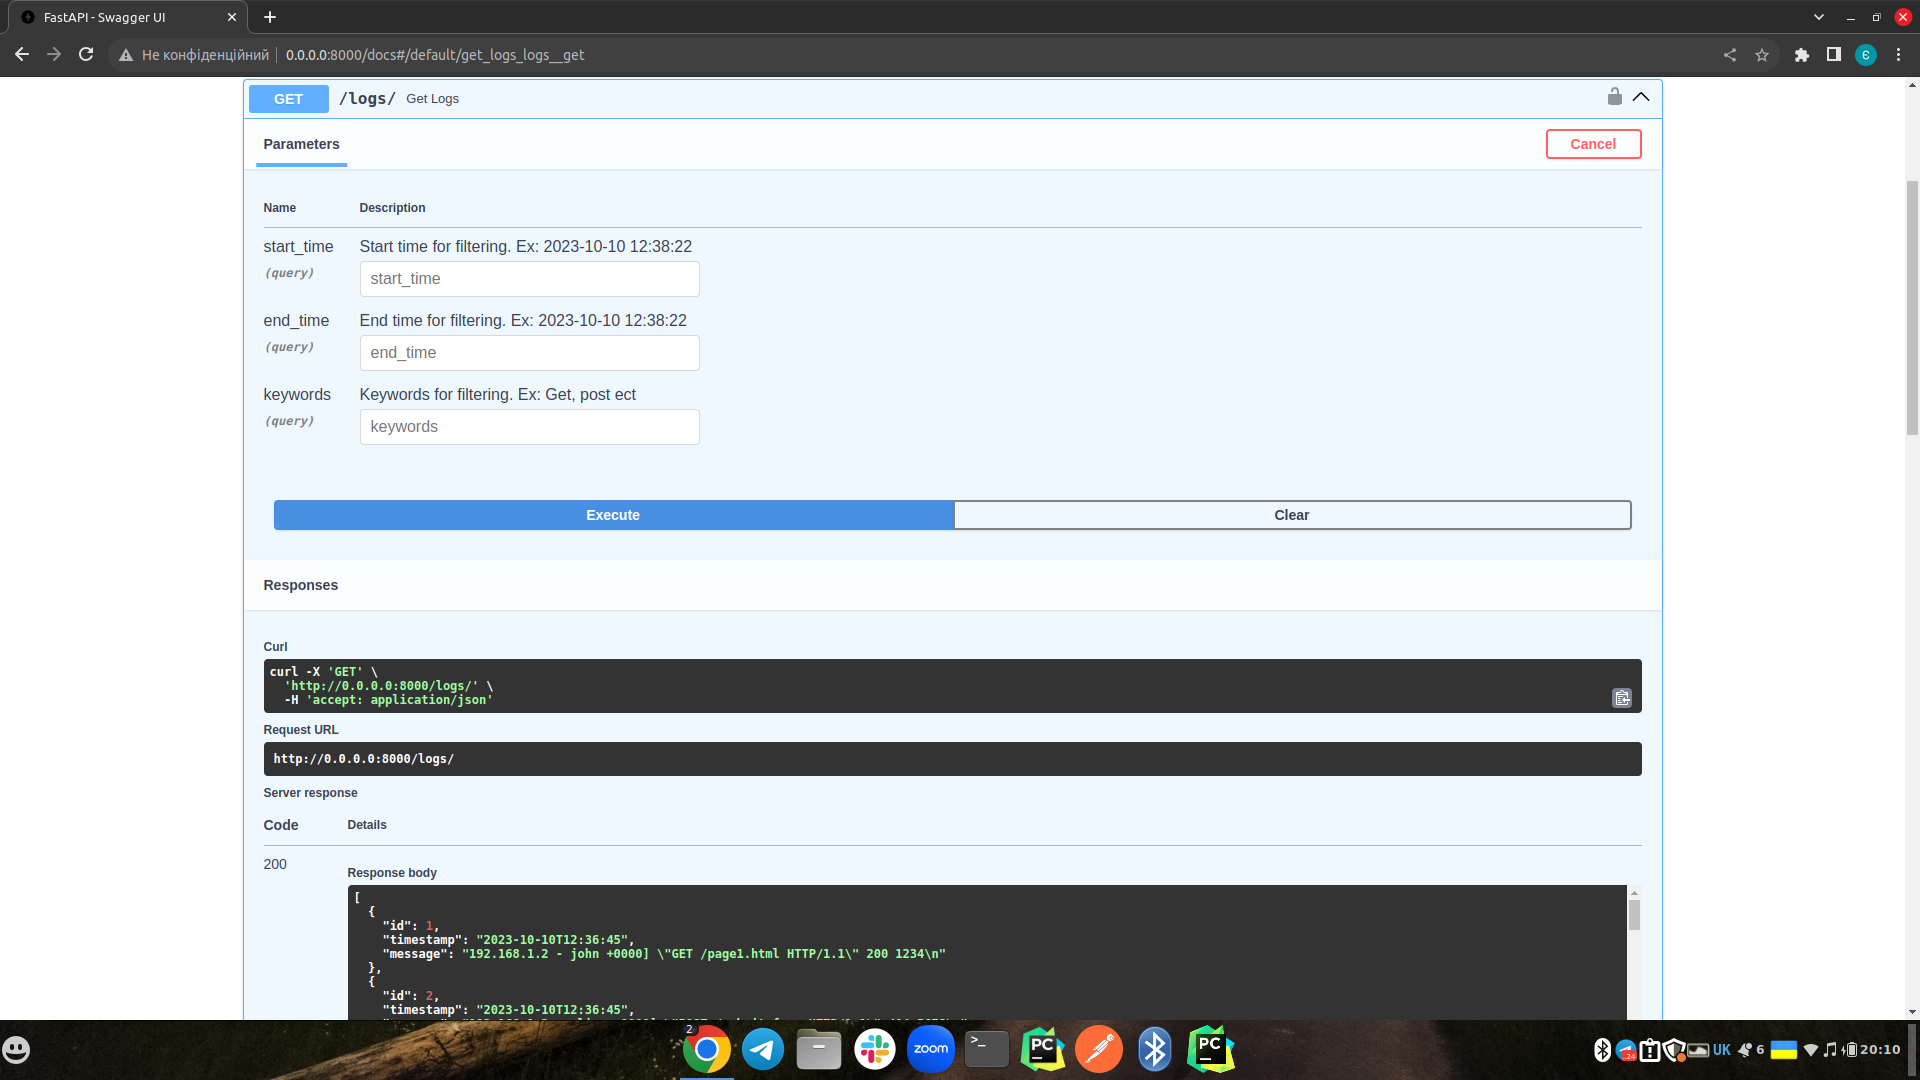 FastAPI - Swagger UI
Не конфіденційний
0.0.0.0:8000/docs#/default/get_logs_logs__get
GET /logs/ Get Logs
Parameters
Cancel
Name Description
start_time Start time for filtering. Ex: 2023-10-10 12:38:22
(query)
start_time
end_time End time for filtering. Ex: 2023-10-10 12:38:22
(query)
end_time
keywords Keywords for filtering. Ex: Get, post ect
(query)
keywords
Execute
Clear
Responses
Curl
curl -X 'GET' \
'http://0.0.0.0:8000/logs/' \
-H 'accept: application/json'
Request URL
http://0.0.0.0:8000/logs/
Server response
Code Details
200
Response body
[
{
"id": 1,
"timestamp": "2023-10-10T12:36:45",
"message": "192.168.1.2 - john +0000] \"GET /page1.html HTTP/1.1\" 200 1234\n"
},
{
"id": 2,
"timestamp": "2023-10-10T12:36:45",
2
zoom
>_
PC
PC
24
UK
6
20:10